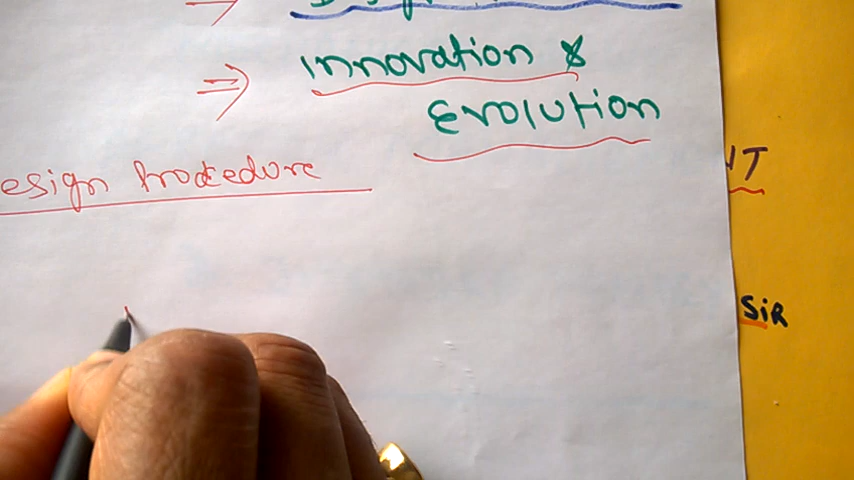 ⇒ innovation &
Evolution
esign Procedure
SiR